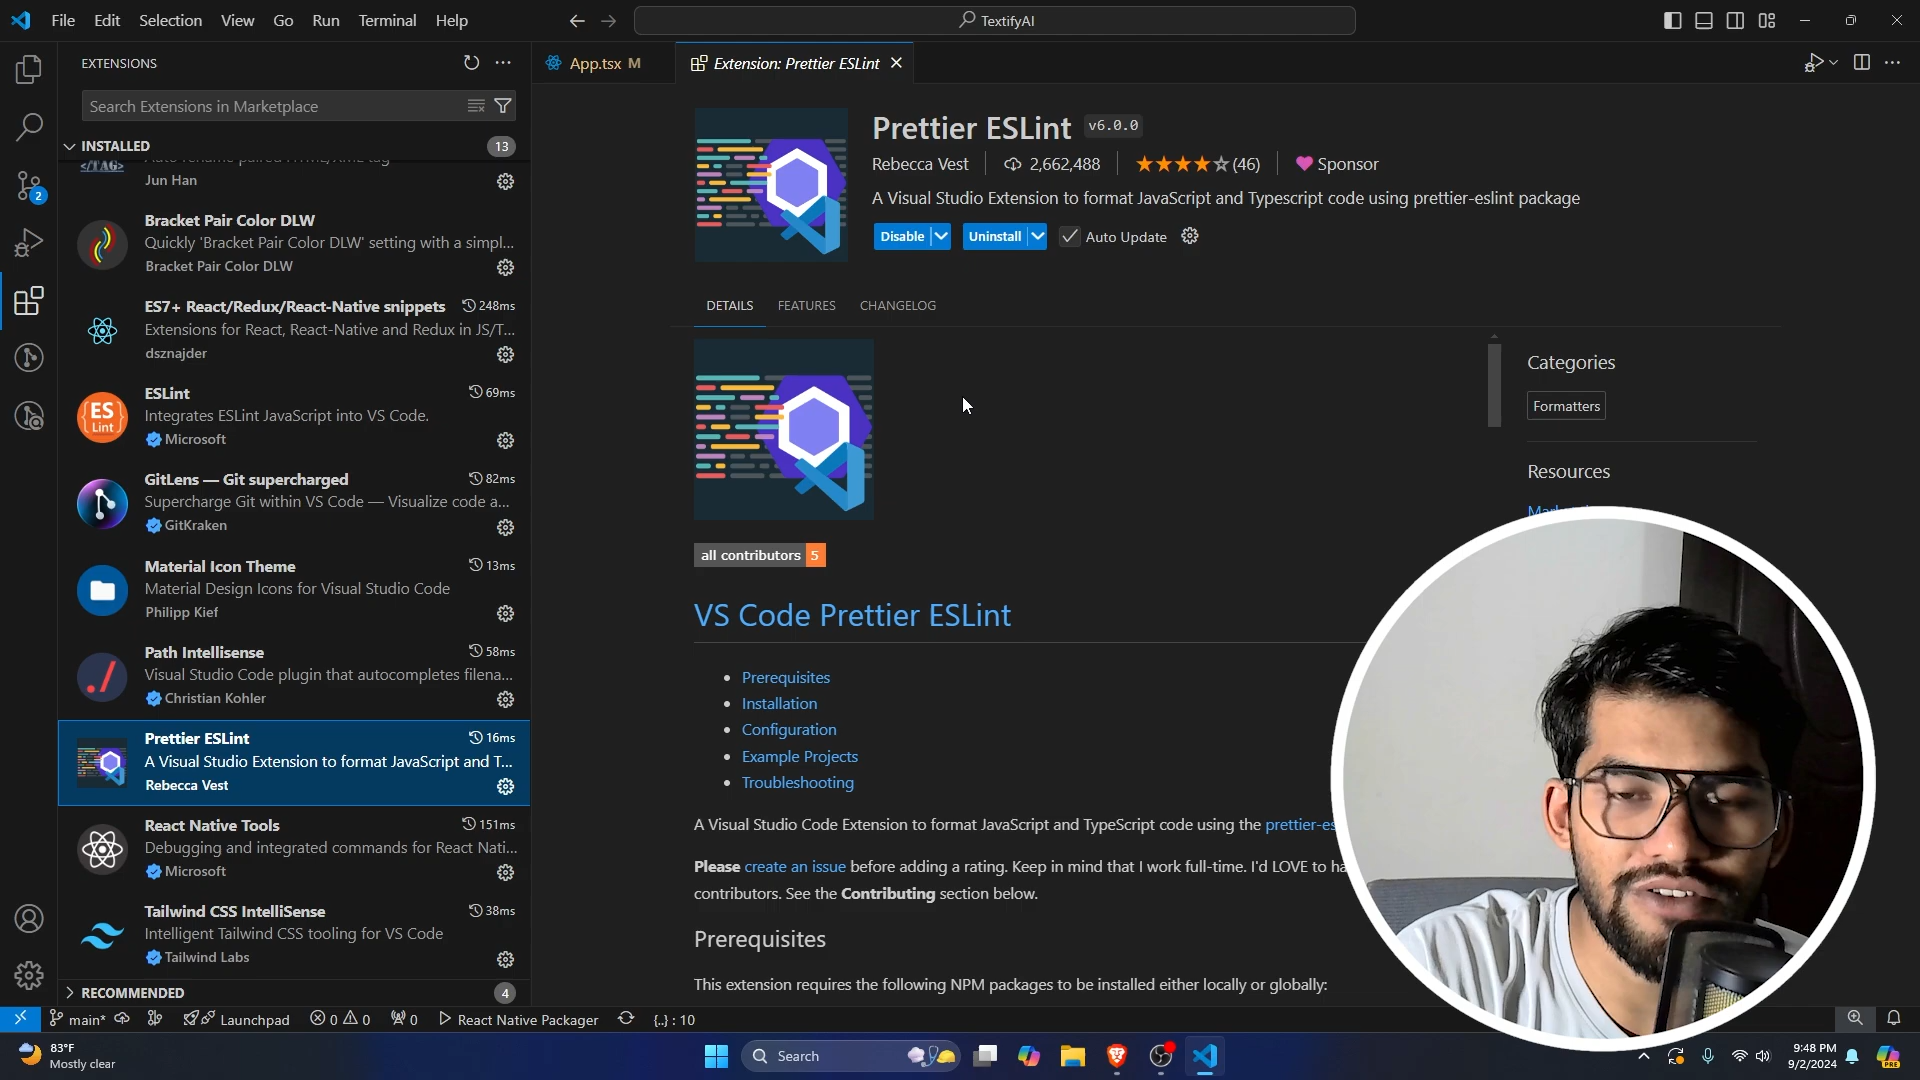 File Edit Selection View Go Run Terminal Help
TextifyAI
EXTENSIONS
Search Extensions in Marketplace
INSTALLED 13
</TAG>
Jun Han
Bracket Pair Color DLW
Quickly 'Bracket Pair Color DLW' setting with a simpl...
Bracket Pair Color DLW
ES7+ React/Redux/React-Native snippets 248ms
Extensions for React, React-Native and Redux in JS/T...
dsznajder
ES
Lint
ESLint 69ms
Integrates ESLint JavaScript into VS Code.
Microsoft
GitLens — Git supercharged 82ms
Supercharge Git within VS Code — Visualize code a...
GitKraken
Material Icon Theme 13ms
Material Design Icons for Visual Studio Code
Philipp Kief
Path Intellisense 58ms
Visual Studio Code plugin that autocompletes filena...
Christian Kohler
Prettier ESLint 16ms
A Visual Studio Extension to format JavaScript and T...
Rebecca Vest
React Native Tools 151ms
Debugging and integrated commands for React Nati...
Microsoft
Tailwind CSS IntelliSense 38ms
Intelligent Tailwind CSS tooling for VS Code
Tailwind Labs
RECOMMENDED 4
2
App.tsx M
Extension: Prettier ESLint
Prettier ESLint v6.0.0
Rebecca Vest 2,662,488 (46) Sponsor
A Visual Studio Extension to format JavaScript and Typescript code using prettier-eslint package
Disable Uninstall Auto Update
DETAILS FEATURES CHANGELOG
all contributors 5
VS Code Prettier ESLint
Prerequisites
Installation
Configuration
Example Projects
Troubleshooting
A Visual Studio Code Extension to format JavaScript and TypeScript code using the prettier-es
Please create an issue before adding a rating. Keep in mind that I work full-time. I'd LOVE to ha
contributors. See the Contributing section below.
Prerequisites
This extension requires the following NPM packages to be installed either locally or globally:
Categories
Formatters
Resources
main* Launchpad 0 0 0 React Native Packager {..} : 10
83°F
Mostly clear
Search
9:48 PM
9/2/2024
PRE